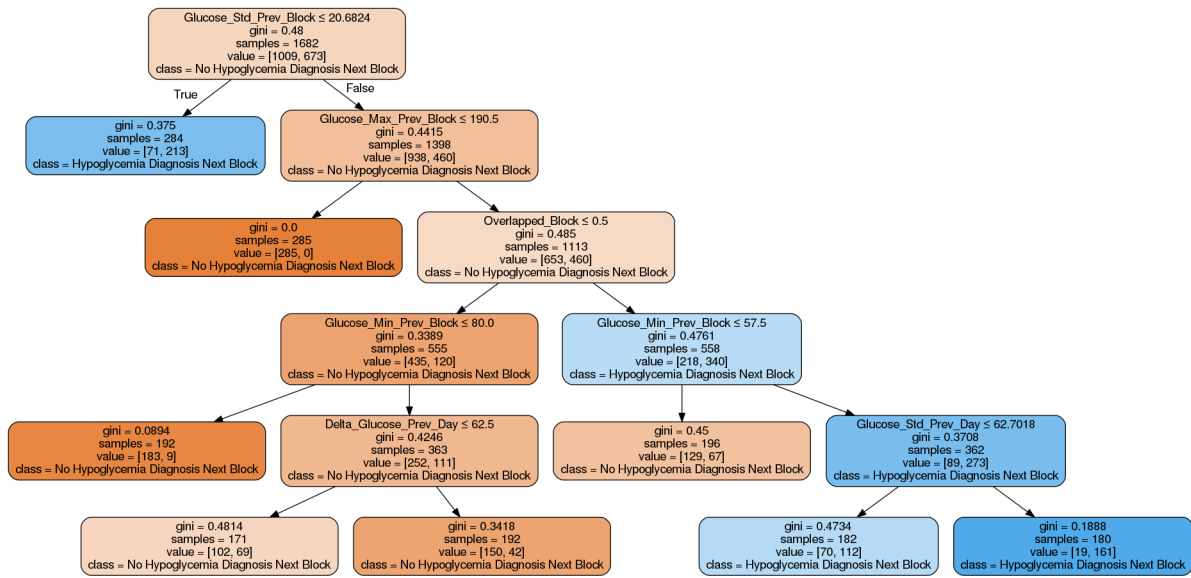 Glucose_Std_Prev_Block ≤ 20.6824
gini = 0.48
samples = 1682
value = [1009, 673]
class = No Hypoglycemia Diagnosis Next Block
True
False
gini = 0.375
samples = 284
value = [71, 213]
class = Hypoglycemia Diagnosis Next Block
Glucose_Max_Prev_Block ≤ 190.5
gini = 0.4415
samples = 1398
value = [938, 460]
class = No Hypoglycemia Diagnosis Next Block
gini = 0.0
samples = 285
value = [285, 0]
class = No Hypoglycemia Diagnosis Next Block
Overlapped_Block ≤ 0.5
gini = 0.485
samples = 1113
value = [653, 460]
class = No Hypoglycemia Diagnosis Next Block
Glucose_Min_Prev_Block ≤ 80.0
gini = 0.3389
samples = 555
value = [435, 120]
class = No Hypoglycemia Diagnosis Next Block
Glucose_Min_Prev_Block ≤ 57.5
gini = 0.4761
samples = 558
value = [218, 340]
class = Hypoglycemia Diagnosis Next Block
gini = 0.0894
samples = 192
value = [183, 9]
class = No Hypoglycemia Diagnosis Next Block
Delta_Glucose_Prev_Day ≤ 62.5
gini = 0.4246
samples = 363
value = [252, 111]
class = No Hypoglycemia Diagnosis Next Block
gini = 0.45
samples = 196
value = [129, 67]
class = No Hypoglycemia Diagnosis Next Block
Glucose_Std_Prev_Day ≤ 62.7018
gini = 0.3708
samples = 362
value = [89, 273]
class = Hypoglycemia Diagnosis Next Block
gini = 0.4814
samples = 171
value = [102, 69]
class = No Hypoglycemia Diagnosis Next Block
gini = 0.3418
samples = 192
value = [150, 42]
class = No Hypoglycemia Diagnosis Next Block
gini = 0.4734
samples = 182
value = [70, 112]
class = Hypoglycemia Diagnosis Next Block
gini = 0.1888
samples = 180
value = [19, 161]
class = Hypoglycemia Diagnosis Next Block